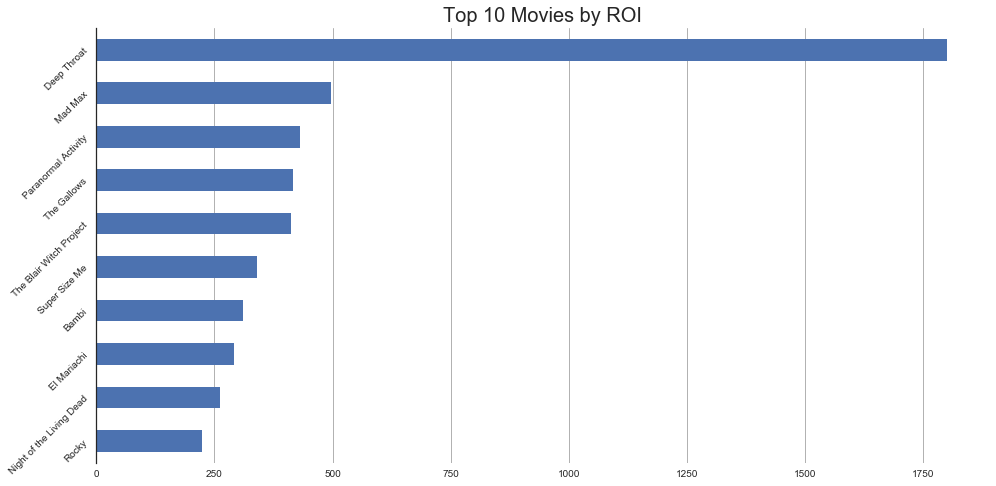 Top 10 Movies by ROI
Deep Throat
Mad Max
Paranormal Activity
The Gallows
The Blair Witch Project
Super Size Me
Bambi
El Mariachi
Night of the Living Dead
Rocky
0 250 500 750 1000 1250 1500 1750